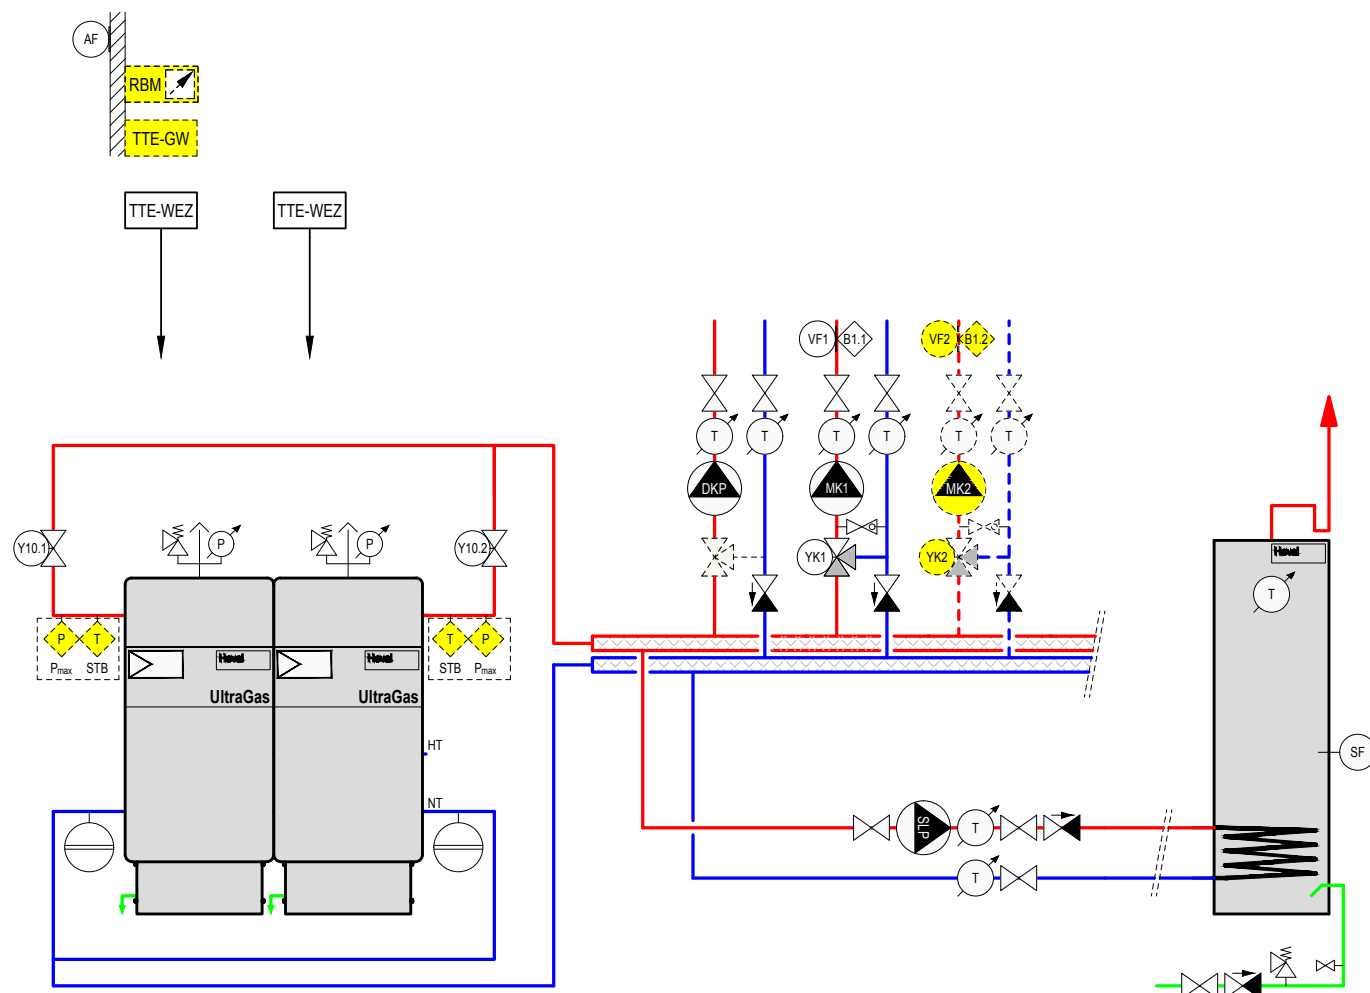 AF
RBM
TTE-GW
TTE-WEZ TTE-WEZ
VF1 B1.1 VF2 B1.2
T T T T T T
DKP MK1 MK2
Y10.1 P P Y10.2
YK1 YK2
Hoval
T
P T T P
Pmax STB STB Pmax
Hoval Hoval
UltraGas UltraGas
HT
SF
NT
SLP T
T